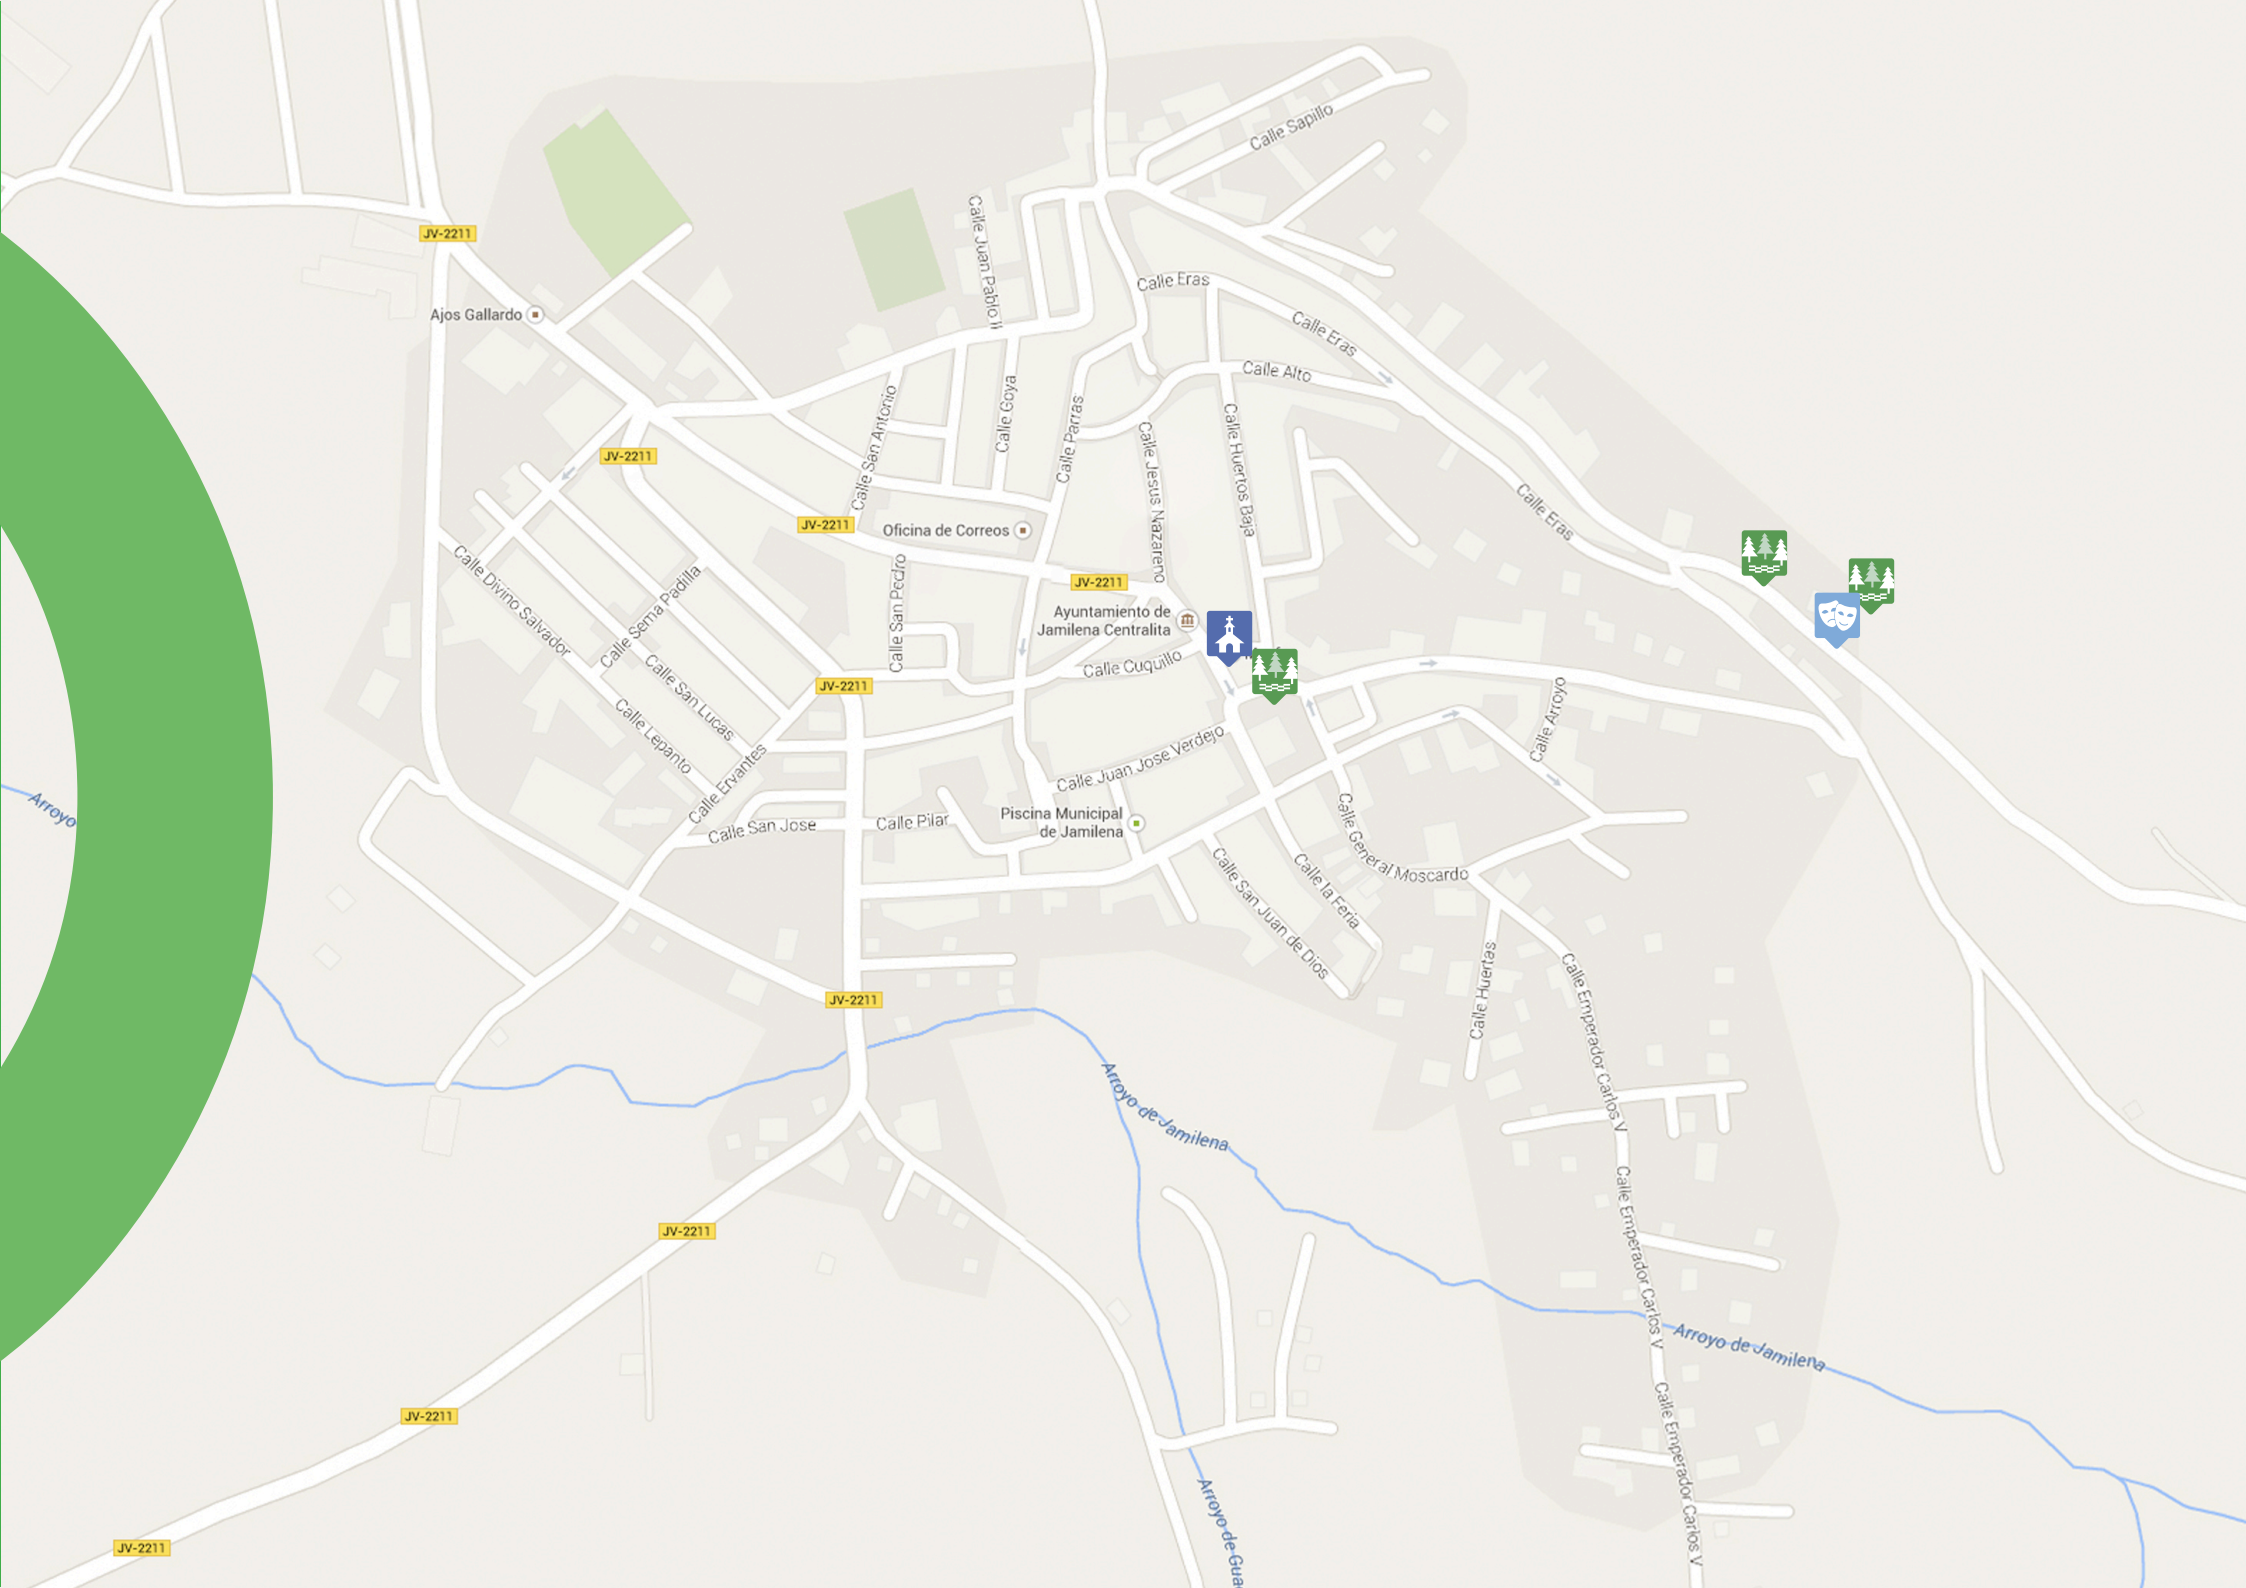 Calle Sapillo
Calle Juan Pablo II
JV-2211
Calle Eras
Ajos Gallardo
Calle Eras
Calle Alto
Calle San Antonio
Calle Goya
Calle Parras
Calle Huertos Baja
Calle Jesus Nazareno
JV-2211
Calle Eras
JV-2211
Oficina de Correos
JV-2211
Calle Divino Salvador
Calle Serna Padilla
Calle San Pedro
Ayuntamiento de
Jamilena Centralita
Calle Cuquillo
JV-2211
Calle San Lucas
Calle Lepanto
Calle Arroyo
Calle Juan Jose Verdejo
Calle Ervantes
Arroyo
Calle San Jose
Calle Pilar
Piscina Municipal
de Jamilena
Calle General Moscardo
Calle San Juan de Dios
Calle la Feria
Calle Huertas
Calle Emperador Carlos V
JV-2211
Arroyo de Jamilena
JV-2211
Calle Emperador Carlos V
Arroyo de Jamilena
JV-2211
Calle Emperador Carlos V
Arroyo de Gua
JV-2211